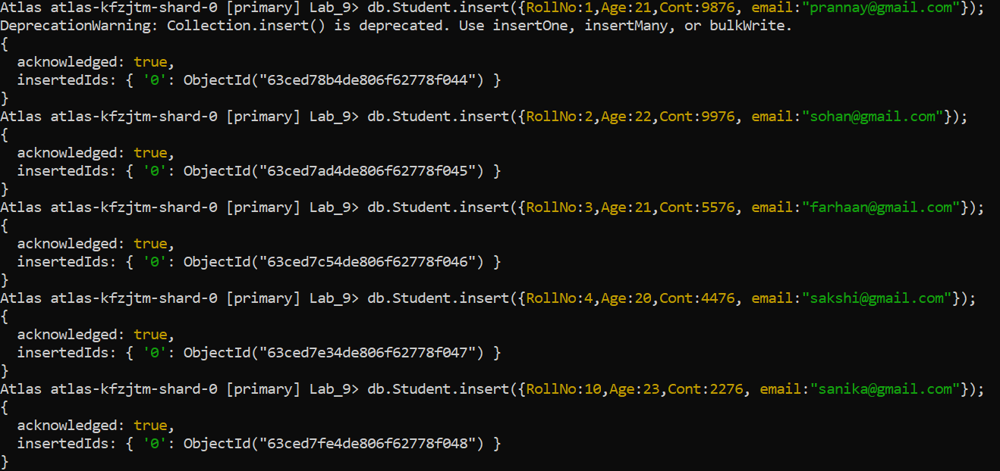 Atlas atlas-kfzjtm-shard-0 [primary] Lab_9> db.Student.insert({RollNo:1,Age:21,Cont:9876, email:"prannay@gmail.com"});
DeprecationWarning: Collection.insert() is deprecated. Use insertOne, insertMany, or bulkWrite.
{
  acknowledged: true,
  insertedIds: { '0': ObjectId("63ced78b4de806f62778f044") }
}
Atlas atlas-kfzjtm-shard-0 [primary] Lab_9> db.Student.insert({RollNo:2,Age:22,Cont:9976, email:"sohan@gmail.com"});
{
  acknowledged: true,
  insertedIds: { '0': ObjectId("63ced7ad4de806f62778f045") }
}
Atlas atlas-kfzjtm-shard-0 [primary] Lab_9> db.Student.insert({RollNo:3,Age:21,Cont:5576, email:"farhaan@gmail.com"});
{
  acknowledged: true,
  insertedIds: { '0': ObjectId("63ced7c54de806f62778f046") }
}
Atlas atlas-kfzjtm-shard-0 [primary] Lab_9> db.Student.insert({RollNo:4,Age:20,Cont:4476, email:"sakshi@gmail.com"});
{
  acknowledged: true,
  insertedIds: { '0': ObjectId("63ced7e34de806f62778f047") }
}
Atlas atlas-kfzjtm-shard-0 [primary] Lab_9> db.Student.insert({RollNo:10,Age:23,Cont:2276, email:"sanika@gmail.com"});
{
  acknowledged: true,
  insertedIds: { '0': ObjectId("63ced7fe4de806f62778f048") }
}